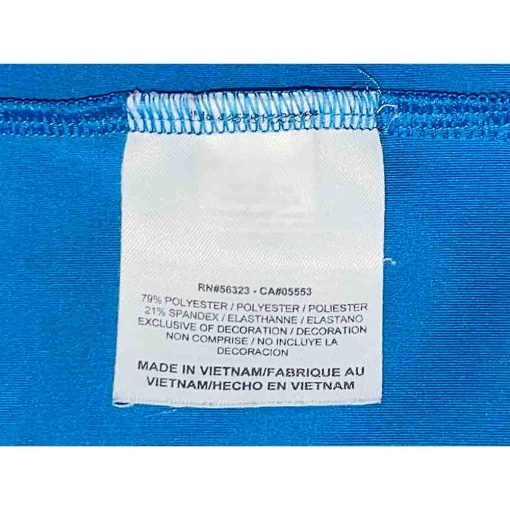 RN#56323 - CA#05553
79% POLYESTER / POLYESTER / POLIESTER
21% SPANDEX / ELASTHANNE / ELASTANO
EXCLUSIVE OF DECORATION / DECORATION
NON COMPRISE / NO INCLUYE LA
DECORACION
MADE IN VIETNAM/FABRIQUE AU
VIETNAM/HECHO EN VIETNAM